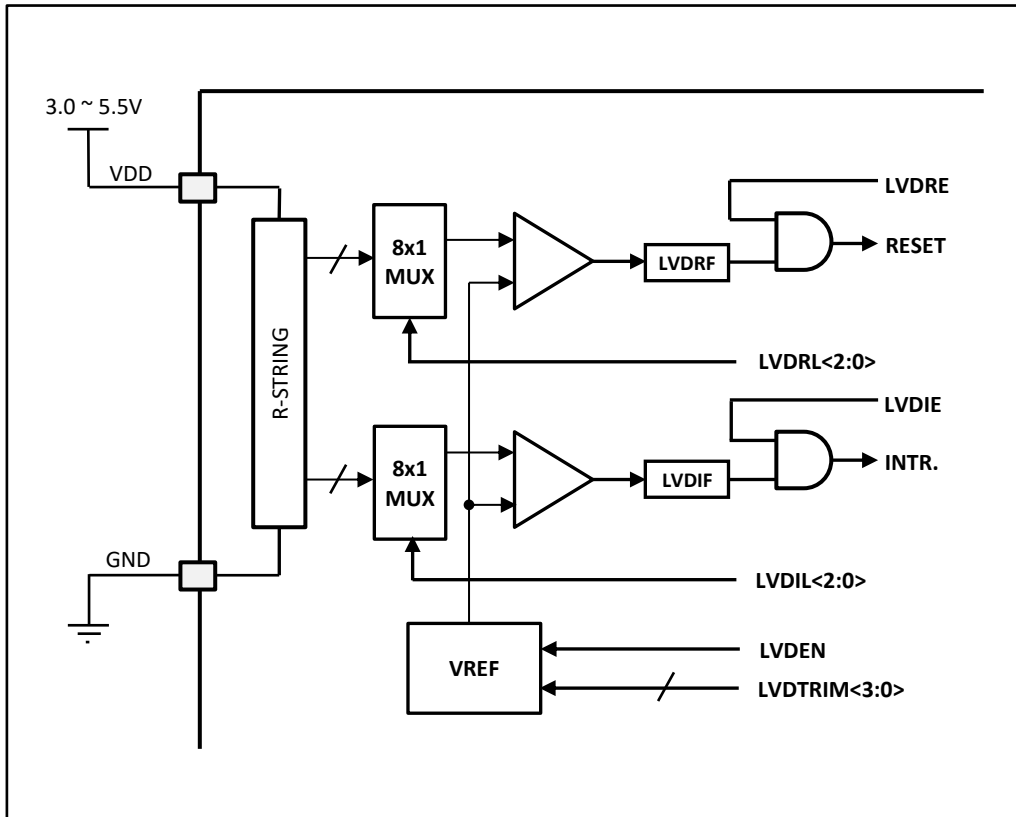 3.0 ~ 5.5V
VDD
LVDRE
8x1
MUX
LVDRF
RESET
R-STRING
LVDRL<2:0>
LVDIE
8x1
MUX
LVDIF
INTR.
GND
LVDIL<2:0>
VREF
LVDEN
LVDTRIM<3:0>